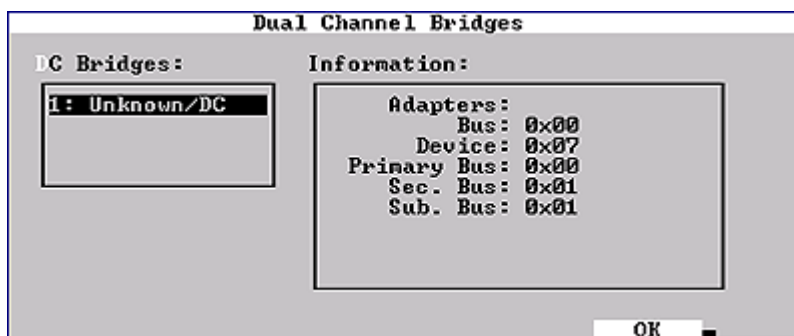 Dual Channel Bridges
DC Bridges:
Information:
1: Unknown/DC
Adapters:
Bus: 0x00
Device: 0x07
Primary Bus: 0x00
Sec. Bus: 0x01
Sub. Bus: 0x01
OK